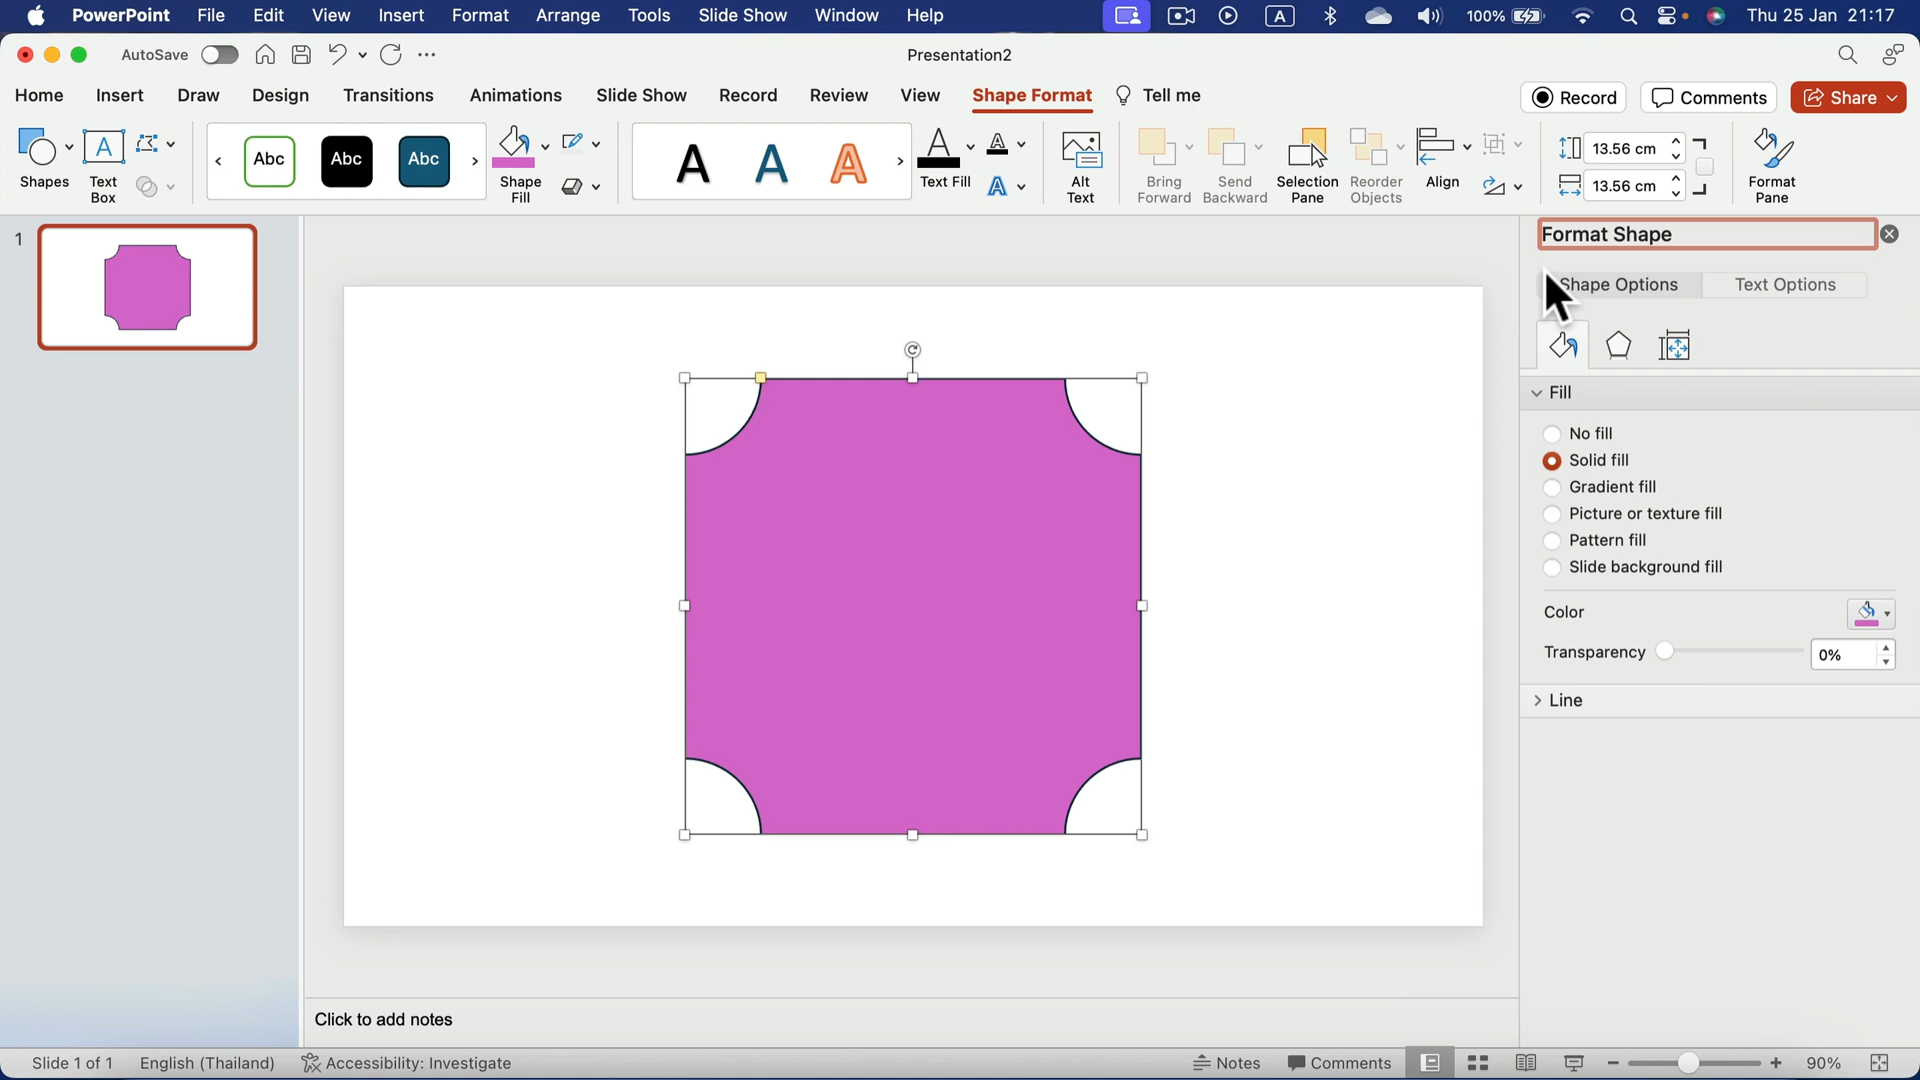 PowerPoint File Edit View Insert Format Arrange Tools Slide Show Window Help A 100% Thu 25 Jan 21:17
AutoSave Presentation2
Home Insert Draw Design Transitions Animations Slide Show Record Review View Shape Format Tell me Record Comments Share
Shapes
Text
Box
A
Abc Abc Abc
Shape
Fill
A A A
A
Text Fill
A
A
Alt
Text
Bring
Forward
Send
Backward
Selection
Pane
Reorder
Objects
Align
13.56 cm
13.56 cm
Format
Pane
1
Format Shape
Shape Options Text Options
Fill
No fill
Solid fill
Gradient fill
Picture or texture fill
Pattern fill
Slide background fill
Color
Transparency 0%
Line
Click to add notes
Slide 1 of 1 English (Thailand) Accessibility: Investigate Notes Comments 90%